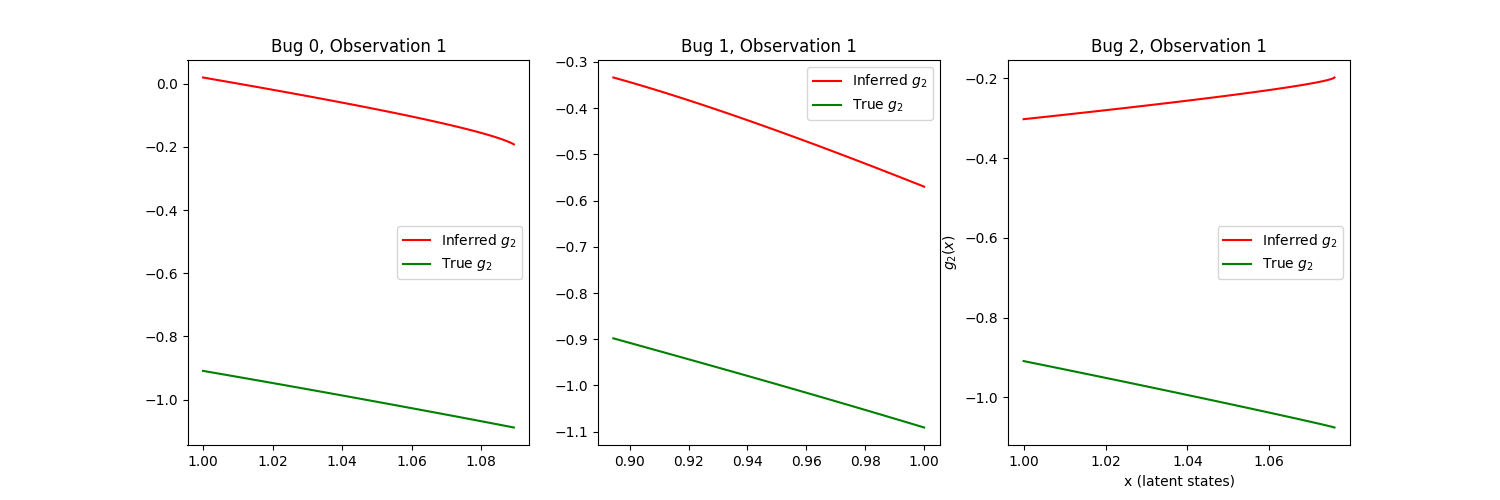 Bug 0, Observation 1
0.0
−0.2
−0.4
−0.6
−0.8
−1.0
Inferred g₂
True g₂
1.00 1.02 1.04 1.06 1.08
Bug 1, Observation 1
−0.3
−0.4
−0.5
−0.6
−0.7
−0.8
−0.9
−1.0
−1.1
Inferred g₂
True g₂
0.90 0.92 0.94 0.96 0.98 1.00
Bug 2, Observation 1
g₂(x)
−0.2
−0.4
−0.6
−0.8
−1.0
Inferred g₂
True g₂
1.00 1.02 1.04 1.06
x (latent states)